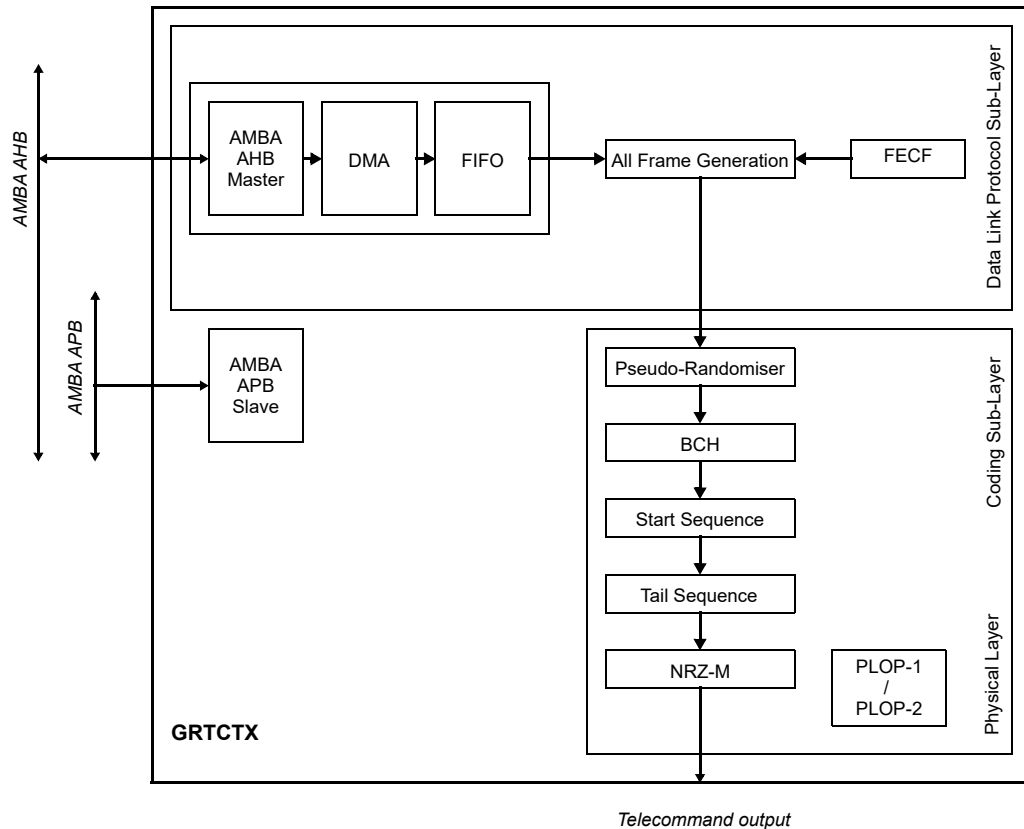 AMBA AHB
AMBA
AHB
Master
DMA
FIFO
All Frame Generation
FECF
Data Link Protocol Sub-Layer
AMBA APB
AMBA
APB
Slave
Pseudo-Randomiser
BCH
Start Sequence
Tail Sequence
NRZ-M
PLOP-1
/
PLOP-2
Coding Sub-Layer
Physical Layer
GRTCTX
Telecommand output